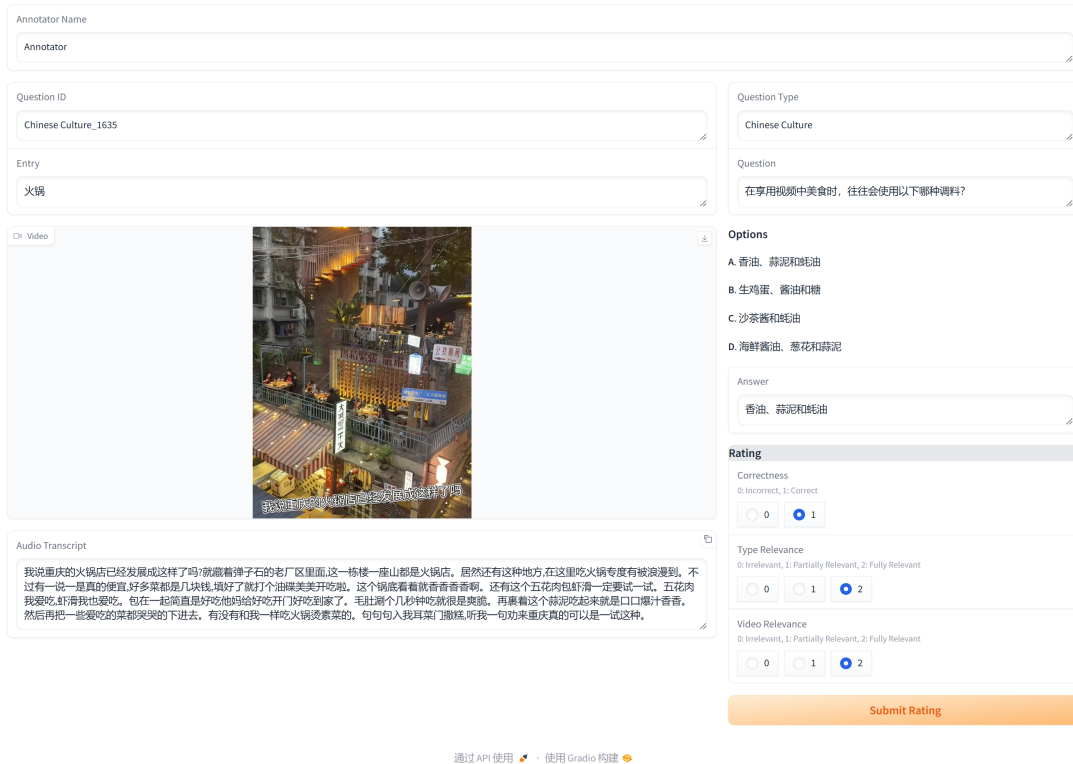 Annotator Name
Annotator
Question ID
Chinese Culture_1635
Question Type
Chinese Culture
Entry
火锅
Question
在享用视频中美食时，往往会使用以下哪种调料？
Video
我说重庆的火锅店已经发展成这样了吗
Options
A. 香油、蒜泥和蚝油
B. 生鸡蛋、酱油和糖
C. 沙茶酱和蚝油
D. 海鲜酱油、葱花和蒜泥
Answer
香油、蒜泥和蚝油
Audio Transcript
我说重庆的火锅店已经发展成这样了吗?就藏着弹子石的老厂区里面,这一栋楼一座山都是火锅店。居然还有这种地方,在这里吃火锅专度有被浪漫到。不
过有一说一是真的便宜,好多菜都是几块钱,填好了就打个油碟美美开吃啦。这个锅底看着就香香香香啊。还有这个五花肉包虾滑一定要试一试。五花肉
我爱吃,虾滑我也爱吃。包在一起简直是好吃他妈给好吃开门好吃到家了。毛肚涮个几秒钟吃就很是爽脆。再裹着这个蒜泥吃起来就是口口爆汁香香。
然后再把一些爱吃的菜都哭哭的下进去。有没有和我一样吃火锅烫素菜的。句句句入我耳菜门撒糕,听我一句劝来重庆真的可以是一试这种。
Rating
Correctness
0: Incorrect, 1: Correct
0 1
Type Relevance
0: Irrelevant, 1: Partially Relevant, 2: Fully Relevant
0 1 2
Video Relevance
0: Irrelevant, 1: Partially Relevant, 2: Fully Relevant
0 1 2
Submit Rating
通过 API 使用 · 使用 Gradio 构建